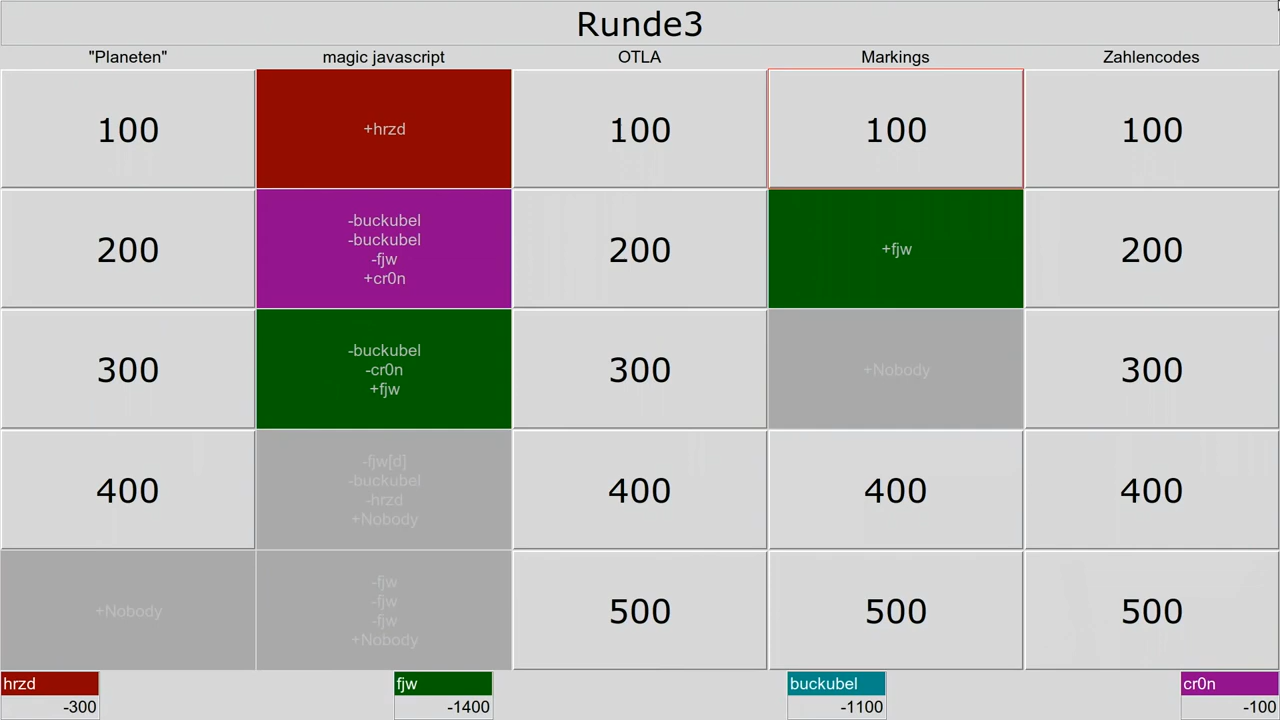 Runde3
"Planeten" magic javascript OTLA Markings Zahlencodes
100 +hrzd 100 100 100
200 -buckubel 200 +fjw 200
-buckubel
-fjw
+cr0n
300 -buckubel 300 +Nobody 300
-cr0n
+fjw
400 -fjw[d] 400 400 400
-buckubel
-hrzd
+Nobody
+Nobody -fjw 500 500 500
-fjw
-fjw
+Nobody
hrzd fjw buckubel cr0n
-300 -1400 -1100 -100